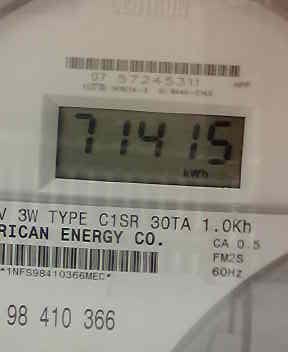 07 57245311
71415
kWh
V 3W TYPE C1SR 30TA 1.0Kh
RICAN ENERGY CO.
CA 0.5
FM2S
60Hz
*1NFS98410366MEC*
98 410 366